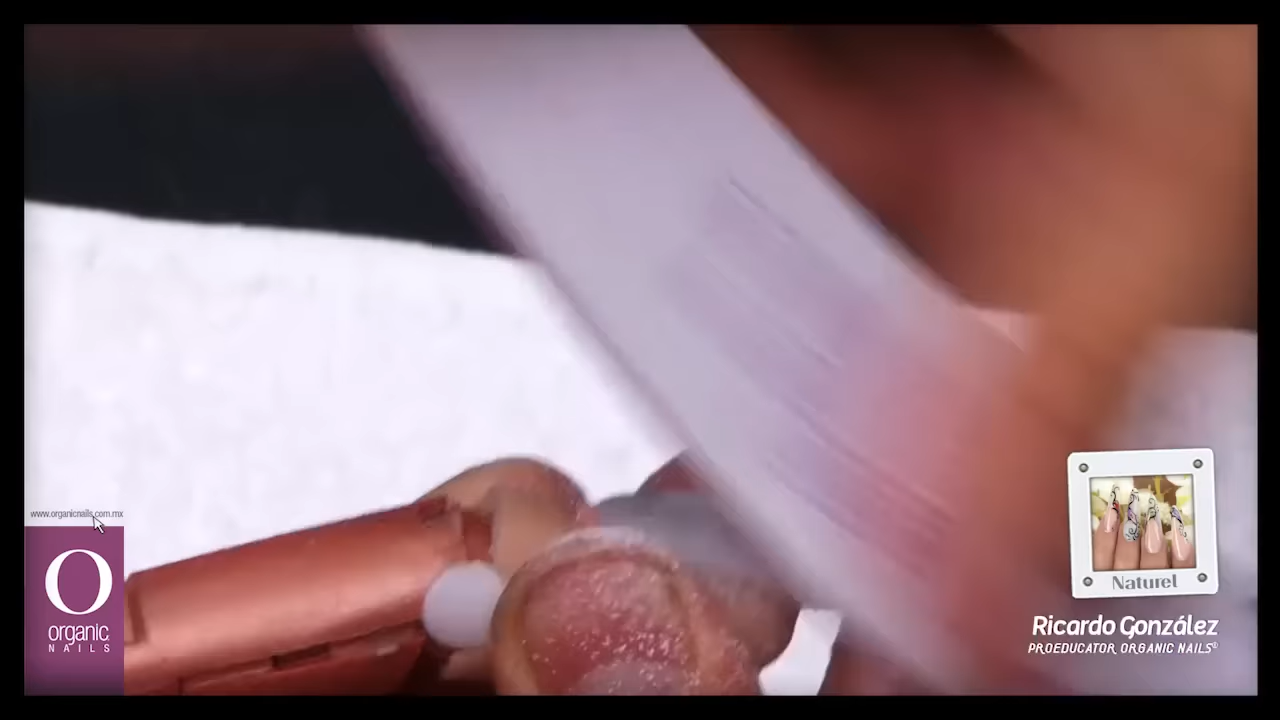 www.organicnails.com.mx
organic
NAILS
Naturel
Ricardo González
PROEDUCATOR ORGANIC NAILS®